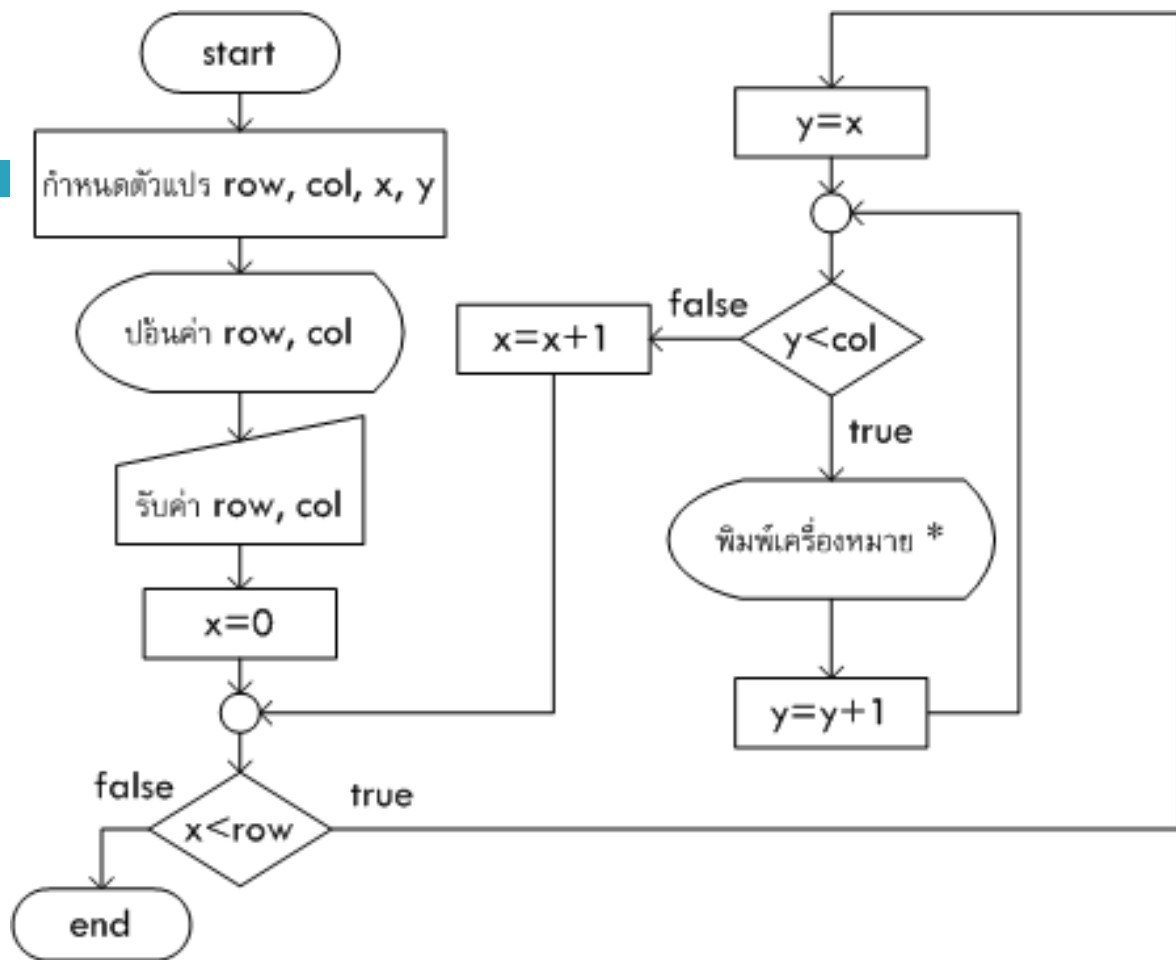 start
กำหนดตัวแปร row, col, x, y
ป้อนค่า row, col
รับค่า row, col
x=0
x<row
false
true
end
y=x
y<col
false
x=x+1
true
พิมพ์เครื่องหมาย *
y=y+1